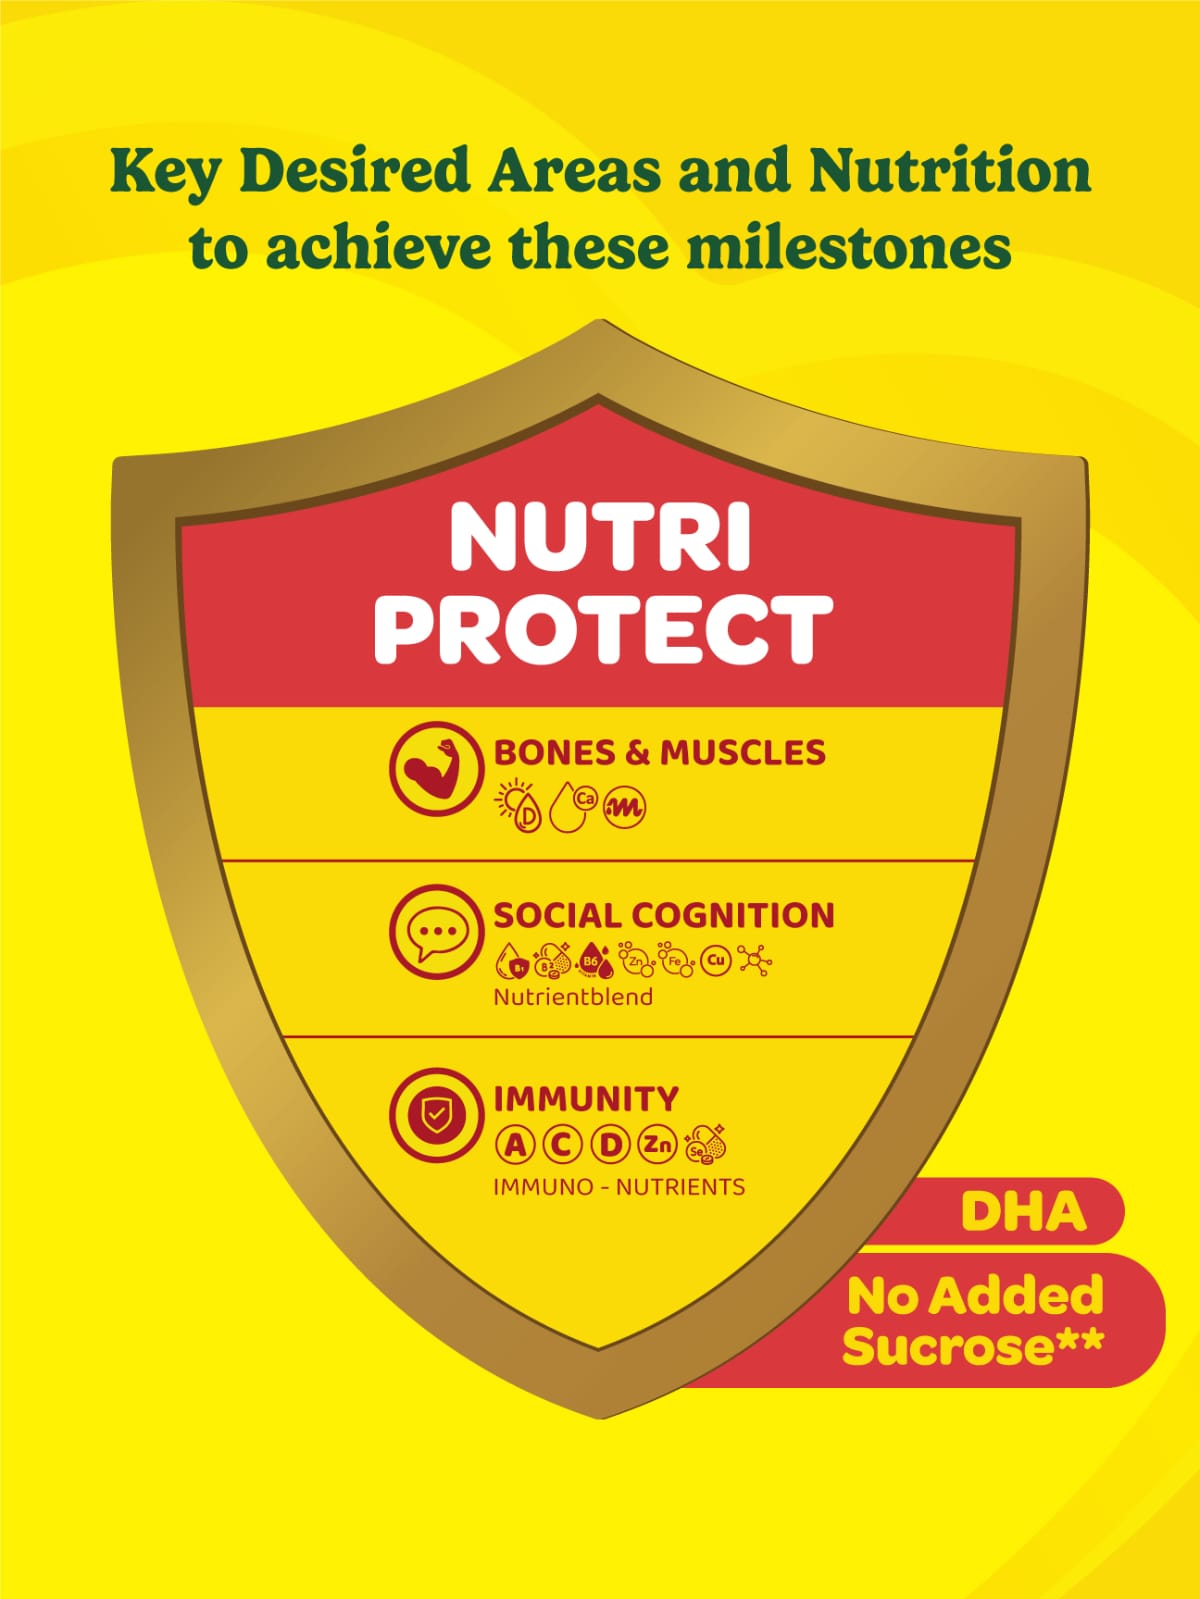 Key Desired Areas and Nutrition
to achieve these milestones
NUTRI
PROTECT
BONES & MUSCLES
D Ca m
SOCIAL COGNITION
B1 B2 B6 Zn Fe Cu
Nutrientblend
IMMUNITY
A C D Zn Se
IMMUNO - NUTRIENTS
DHA
No Added
Sucrose**